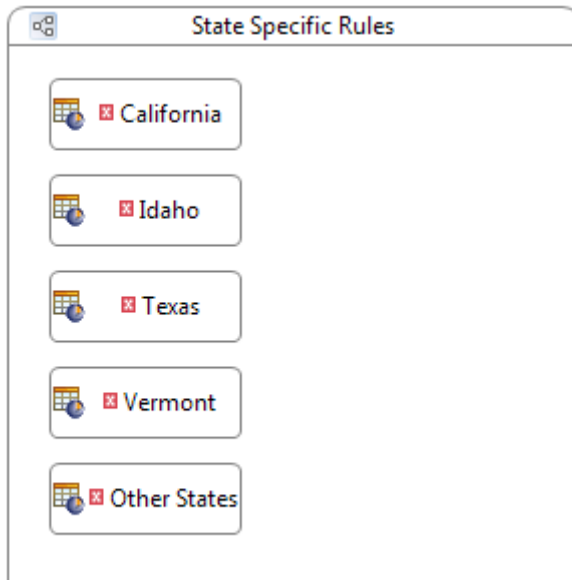 State Specific Rules
California
Idaho
Texas
Vermont
Other States